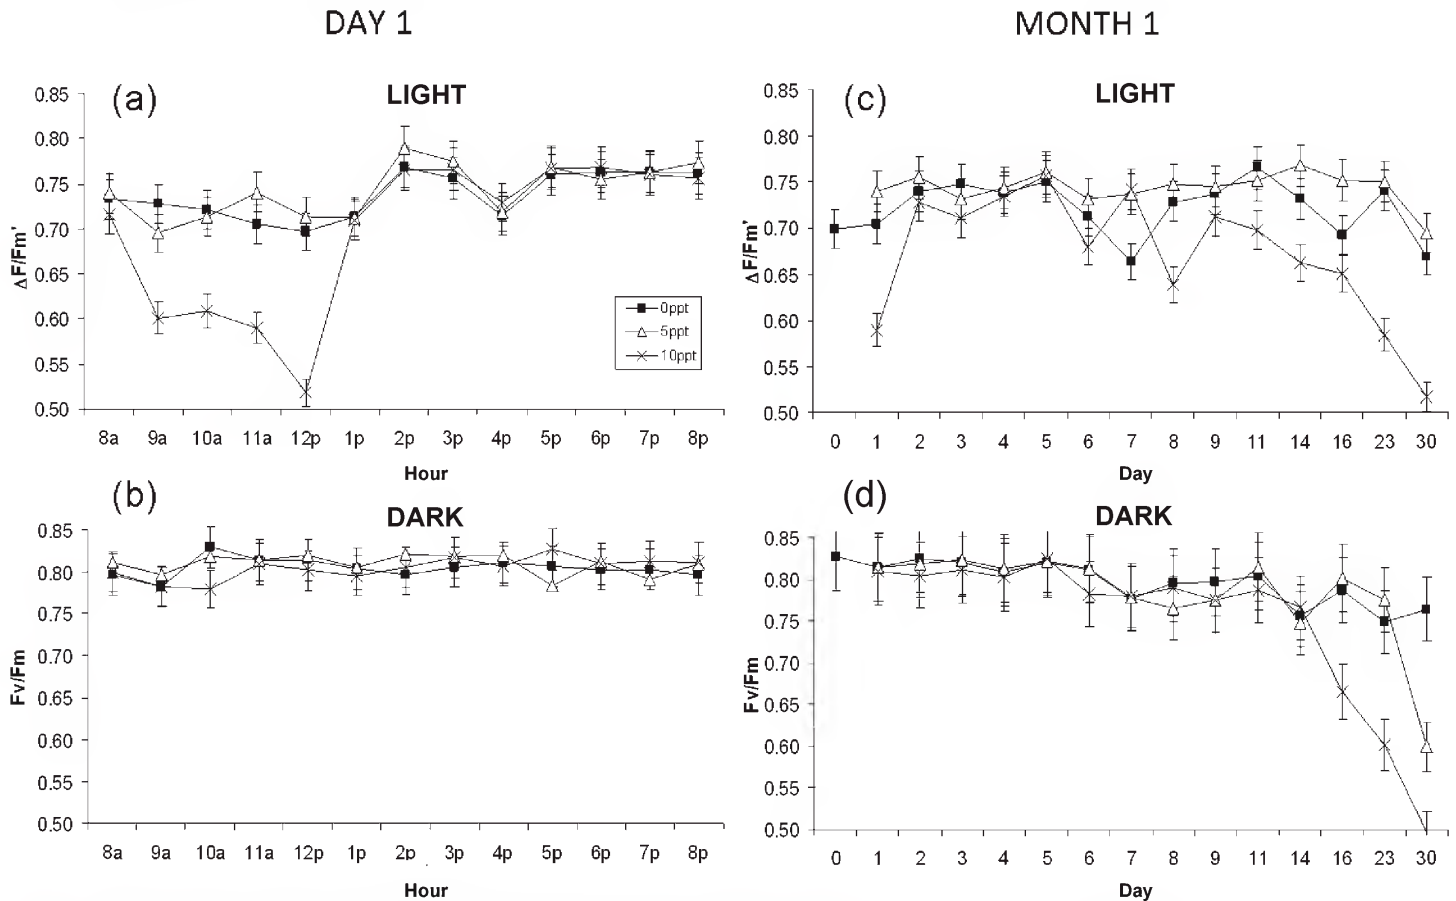 DAY 1
MONTH 1
(a)
LIGHT
0.85
0.80
0.75
0.70
0.65
0.60
0.55
0.50
ΔF/Fm'
0ppt
5ppt
10ppt
8a 9a 10a 11a 12p 1p 2p 3p 4p 5p 6p 7p 8p
Hour
(c)
LIGHT
0.85
0.80
0.75
0.70
0.65
0.60
0.55
0.50
ΔF/Fm'
0 1 2 3 4 5 6 7 8 9 11 14 16 23 30
Day
(b)
DARK
0.85
0.80
0.75
0.70
0.65
0.60
0.55
0.50
Fv/Fm
8a 9a 10a 11a 12p 1p 2p 3p 4p 5p 6p 7p 8p
Hour
(d)
DARK
0.85
0.80
0.75
0.70
0.65
0.60
0.55
0.50
Fv/Fm
0 1 2 3 4 5 6 7 8 9 11 14 16 23 30
Day